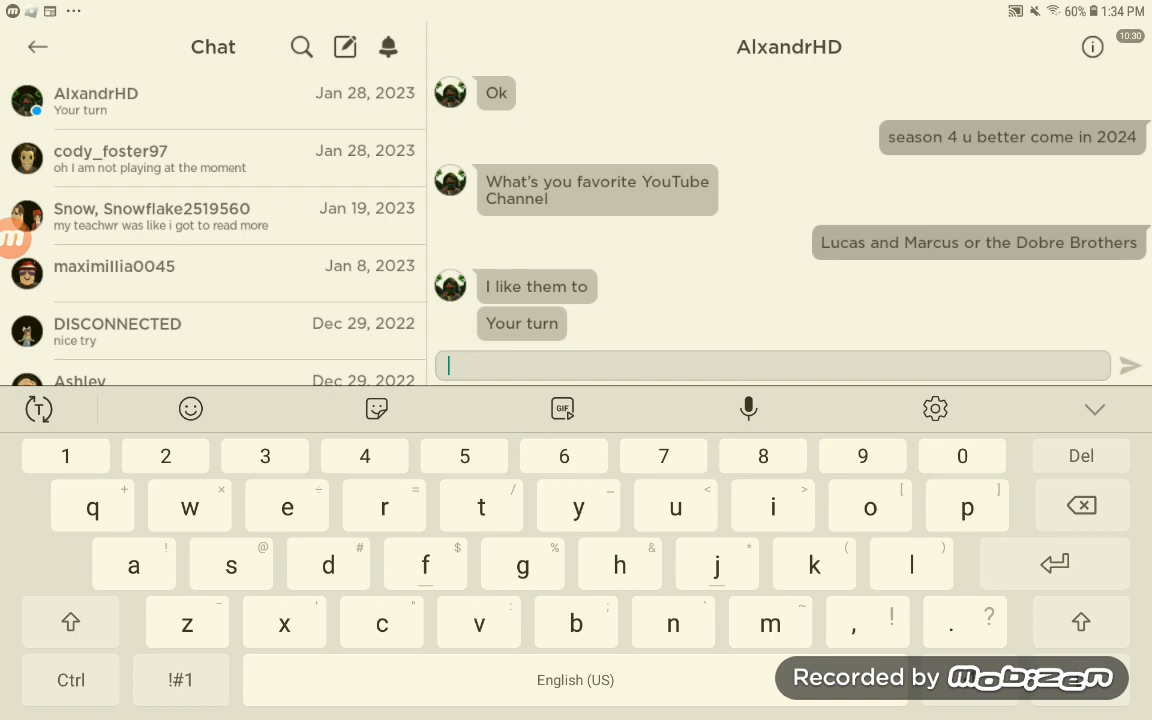 60% 1:34 PM
10:30
Chat
AlxandrHD
Jan 28, 2023
Your turn
cody_foster97
Jan 28, 2023
oh I am not playing at the moment
Snow, Snowflake2519560
Jan 19, 2023
my teachwr was like i got to read more
maximillia0045
Jan 8, 2023
DISCONNECTED
Dec 29, 2022
nice try
Ashley
Dec 29, 2022
AlxandrHD
Ok
season 4 u better come in 2024
What's you favorite YouTube
Channel
Lucas and Marcus or the Dobre Brothers
I like them to
Your turn
T
GIF
1 2 3 4 5 6 7 8 9 0 Del
q + w × e ÷ r = t / y _ u < i > o [ p ]
a ! s @ d # f $ g % h & j * k ( l )
z - x ' c " v : b ; n ` m ~ , ! . ?
Ctrl !#1 English (US)
Recorded by mobizen